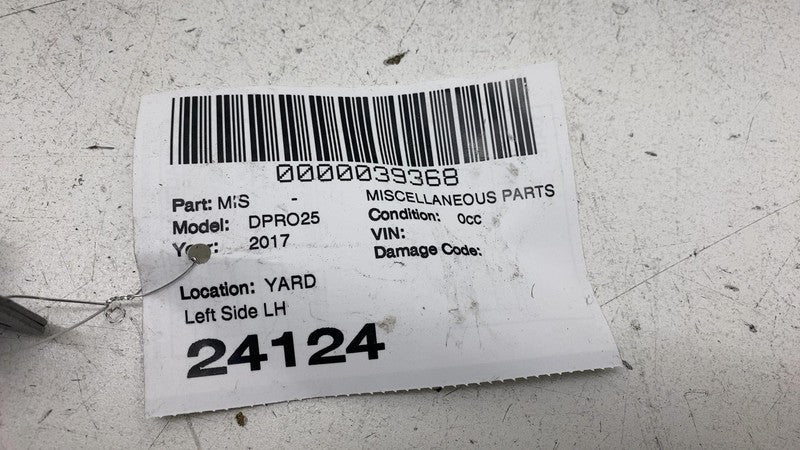 0000039368
Part: MIS - MISCELLANEOUS PARTS
Model: DPRO25 Condition: 0cc
Year: 2017 VIN:
Damage Code:
Location: YARD
Left Side LH
24124